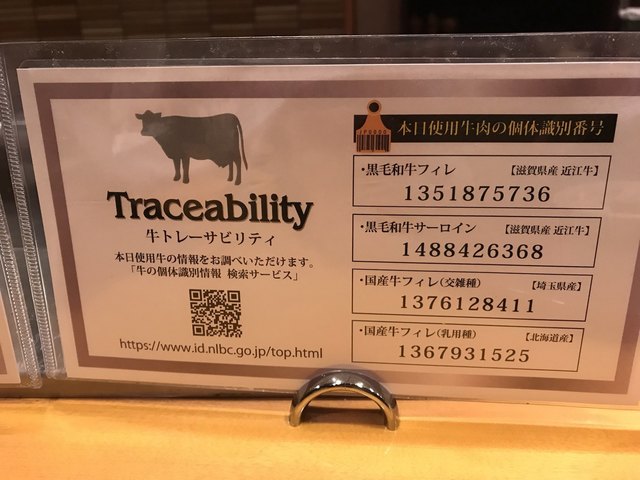 Traceability
牛トレーサビリティ
本日使用牛の情報をお調べいただけます。
「牛の個体識別情報 検索サービス」
https://www.id.nlbc.go.jp/top.html
本日使用牛肉の個体識別番号
・黒毛和牛フィレ 【滋賀県産 近江牛】
1351875736
・黒毛和牛サーロイン 【滋賀県産 近江牛】
1488426368
・国産牛フィレ(交雑種) 【埼玉県産】
1376128411
・国産牛フィレ(乳用種) 【北海道産】
1367931525